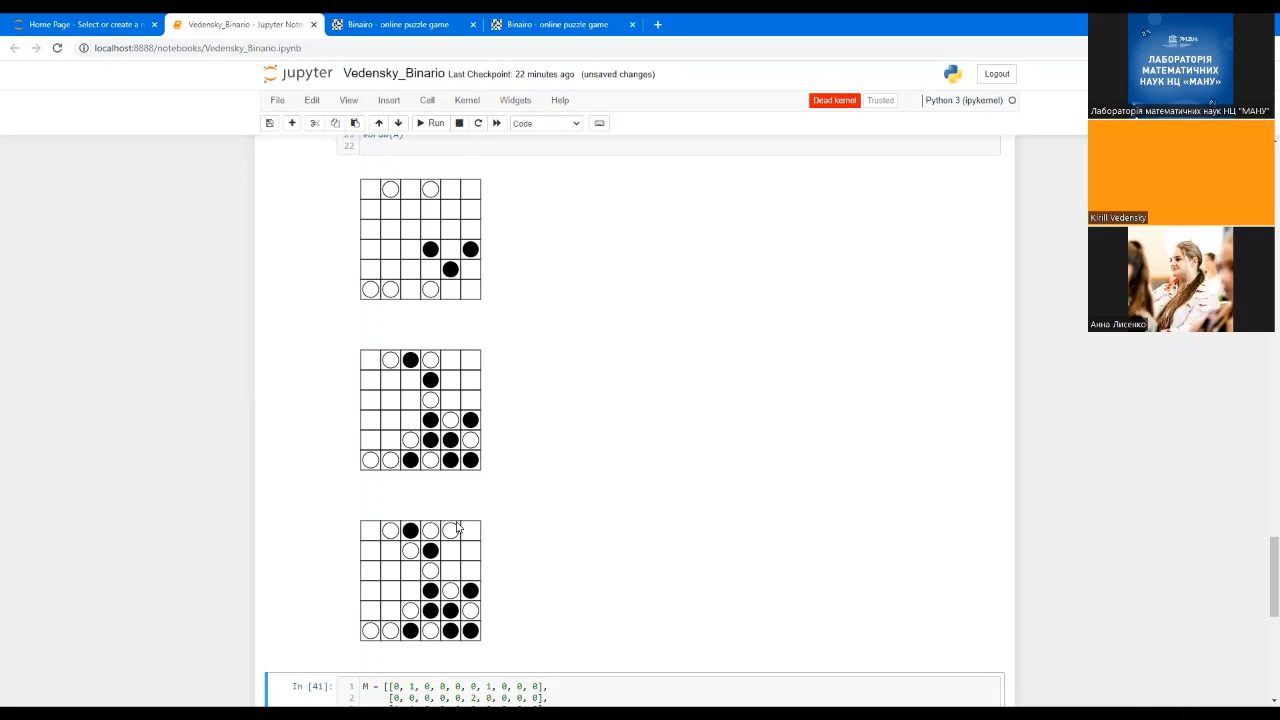 Home Page - Select or create a n
Vedensky_Binario - Jupyter Note
Binairo - online puzzle game
Binairo - online puzzle game
localhost:8888/notebooks/Vedensky_Binario.ipynb
jupyter Vedensky_Binario Last Checkpoint: 22 minutes ago (unsaved changes)
Logout
File Edit View Insert Cell Kernel Widgets Help
Dead kernel Trusted Python 3 (ipykernel)
Run Code
21 #Draw(A)
22
In [41]:
1 M = [[0, 1, 0, 0, 0, 0, 1, 0, 0, 0],
2 [0, 0, 0, 0, 0, 2, 0, 0, 0, 0],
ЛАБОРАТОРІЯ
МАТЕМАТИЧНИХ
НАУК НЦ «МАНУ»
Лабораторія математичних наук НЦ "МАНУ"
Kirill Vedensky
Анна Лисенко